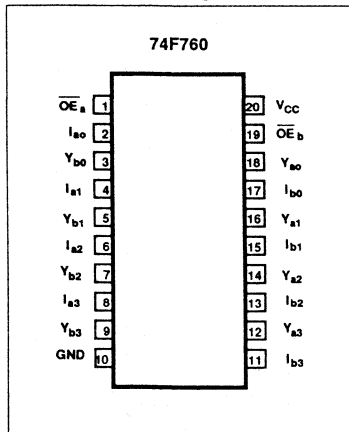 74F760
OEa 1 20 VCC
Iao 2 19 OEb
Yb0 3 18 Yao
Ia1 4 17 Ib0
Yb1 5 16 Ya1
Ia2 6 15 Ib1
Yb2 7 14 Ya2
Ia3 8 13 Ib2
Yb3 9 12 Ya3
GND 10 11 Ib3